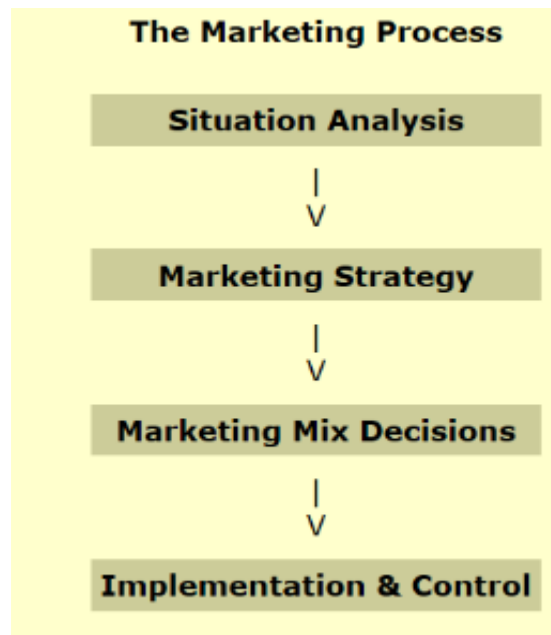 The Marketing Process
Situation Analysis
|
V
Marketing Strategy
|
V
Marketing Mix Decisions
|
V
Implementation & Control